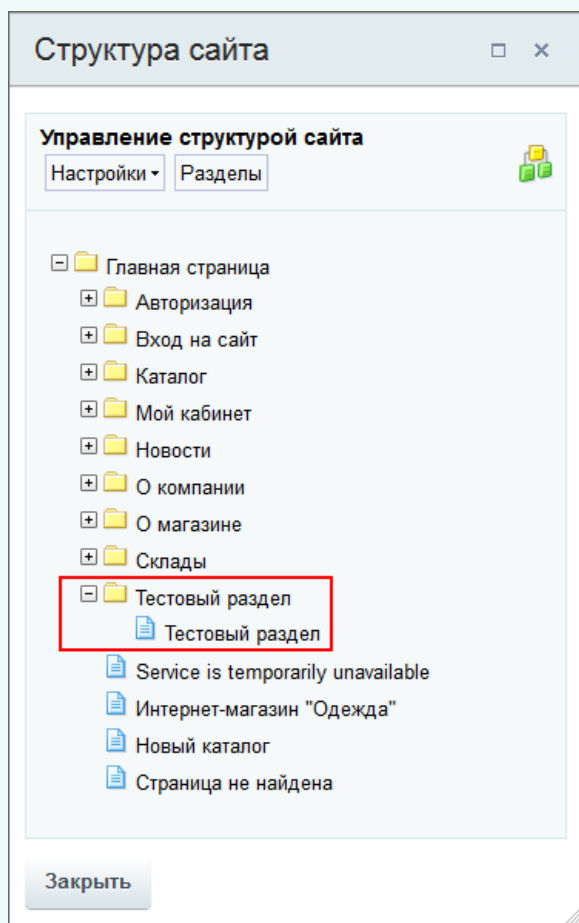 Структура сайта
Управление структурой сайта
Настройки Разделы
Главная страница
Авторизация
Вход на сайт
Каталог
Мой кабинет
Новости
О компании
О магазине
Склады
Тестовый раздел
Тестовый раздел
Service is temporarily unavailable
Интернет-магазин "Одежда"
Новый каталог
Страница не найдена
Закрыть